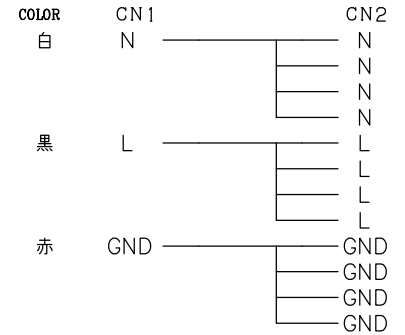 COLOR CN1 CN2
白 N N
N
N
N
黒 L L
L
L
L
赤 GND GND
GND
GND
GND